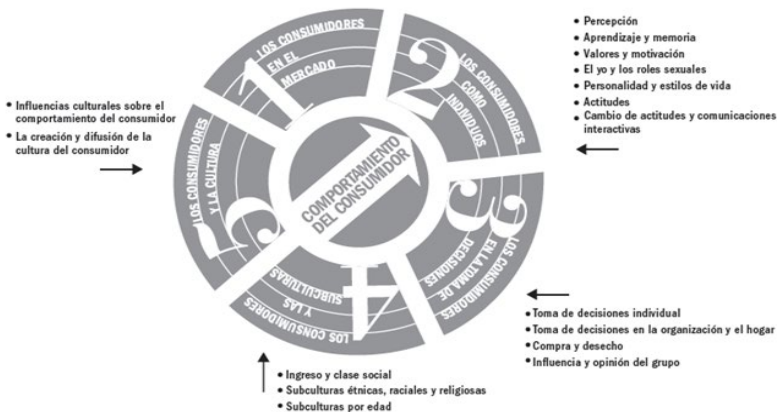 1
LOS CONSUMIDORES
EN EL
MERCADO
2
LOS CONSUMIDORES
COMO
INDIVIDUOS
• Percepción
• Aprendizaje y memoria
• Valores y motivación
• El yo y los roles sexuales
• Personalidad y estilos de vida
• Actitudes
• Cambio de actitudes y comunicaciones
interactivas
3
LOS CONSUMIDORES
EN LA TOMA DE
DECISIONES
• Toma de decisiones individual
• Toma de decisiones en la organización y el hogar
• Compra y desecho
• Influencia y opinión del grupo
4
LOS CONSUMIDORES
Y LAS
SUBCULTURAS
• Ingreso y clase social
• Subculturas étnicas, raciales y religiosas
• Subculturas por edad
5
LOS CONSUMIDORES
Y LA CULTURA
• Influencias culturales sobre el
comportamiento del consumidor
• La creación y difusión de la
cultura del consumidor
COMPORTAMIENTO
DEL CONSUMIDOR